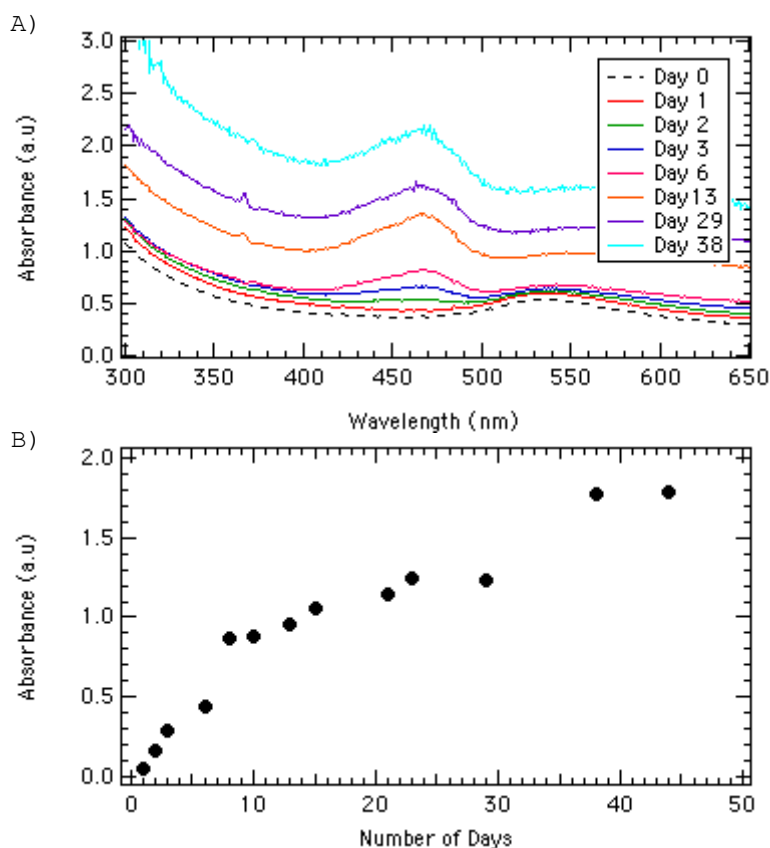 A)
Absorbance (a.u)
3.0
2.5
2.0
1.5
1.0
0.5
0.0
Day 0
Day 1
Day 2
Day 3
Day 6
Day13
Day 29
Day 38
300 350 400 450 500 550 600 650
Wavelength (nm)
B)
Absorbance (a.u)
2.0
1.5
1.0
0.5
0.0
0 10 20 30 40 50
Number of Days